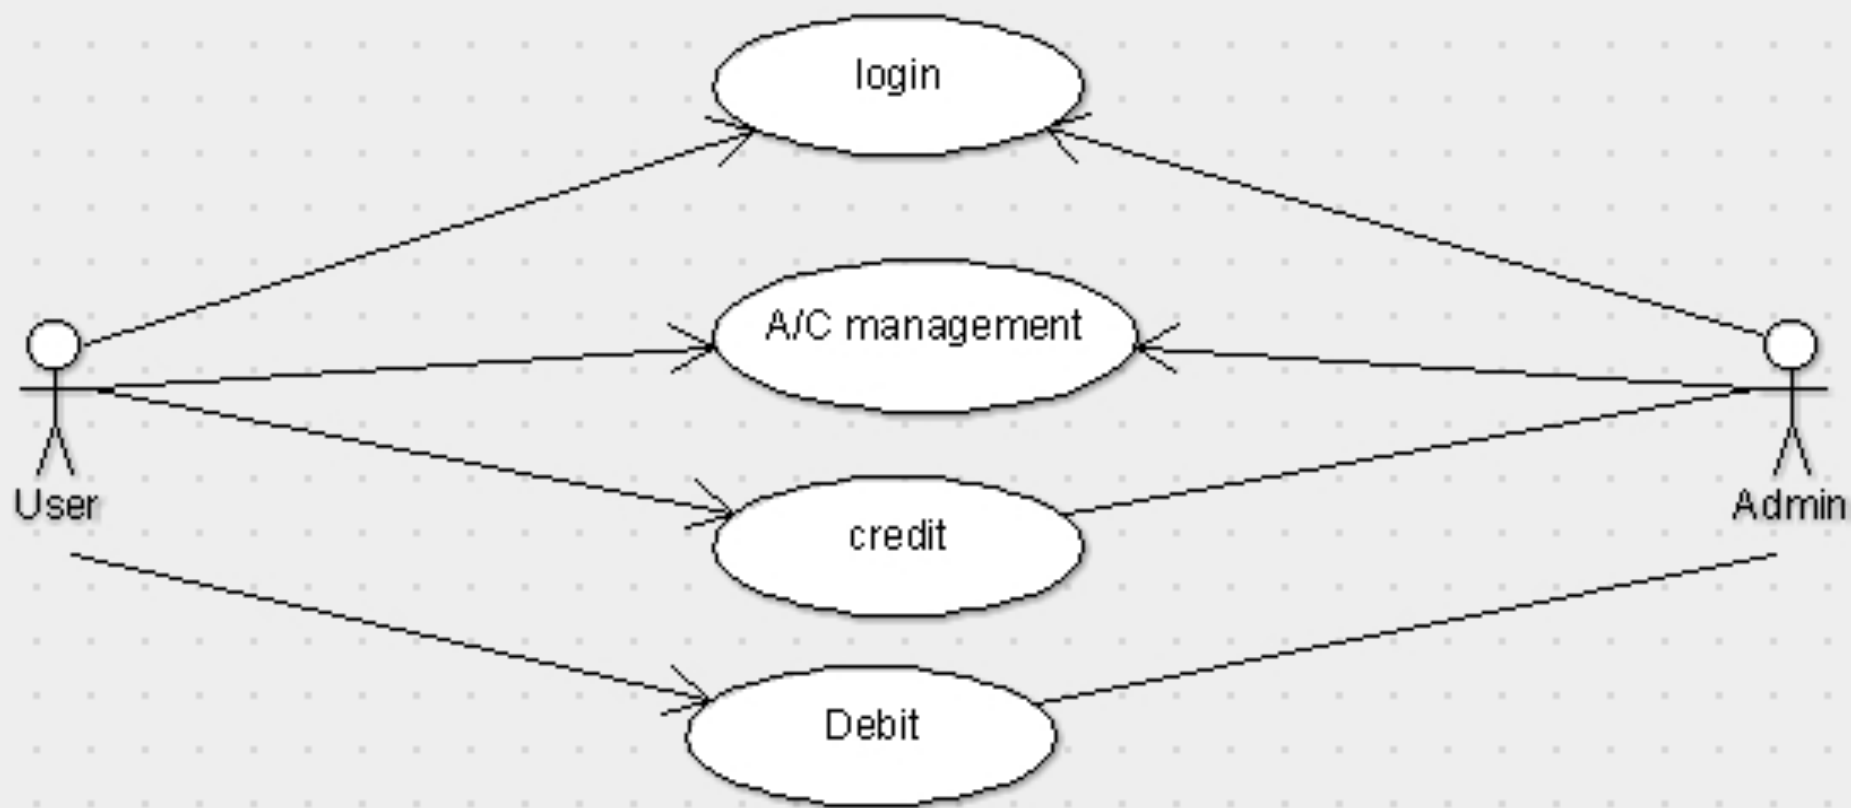 login
A/C management
User
Admin
credit
Debit